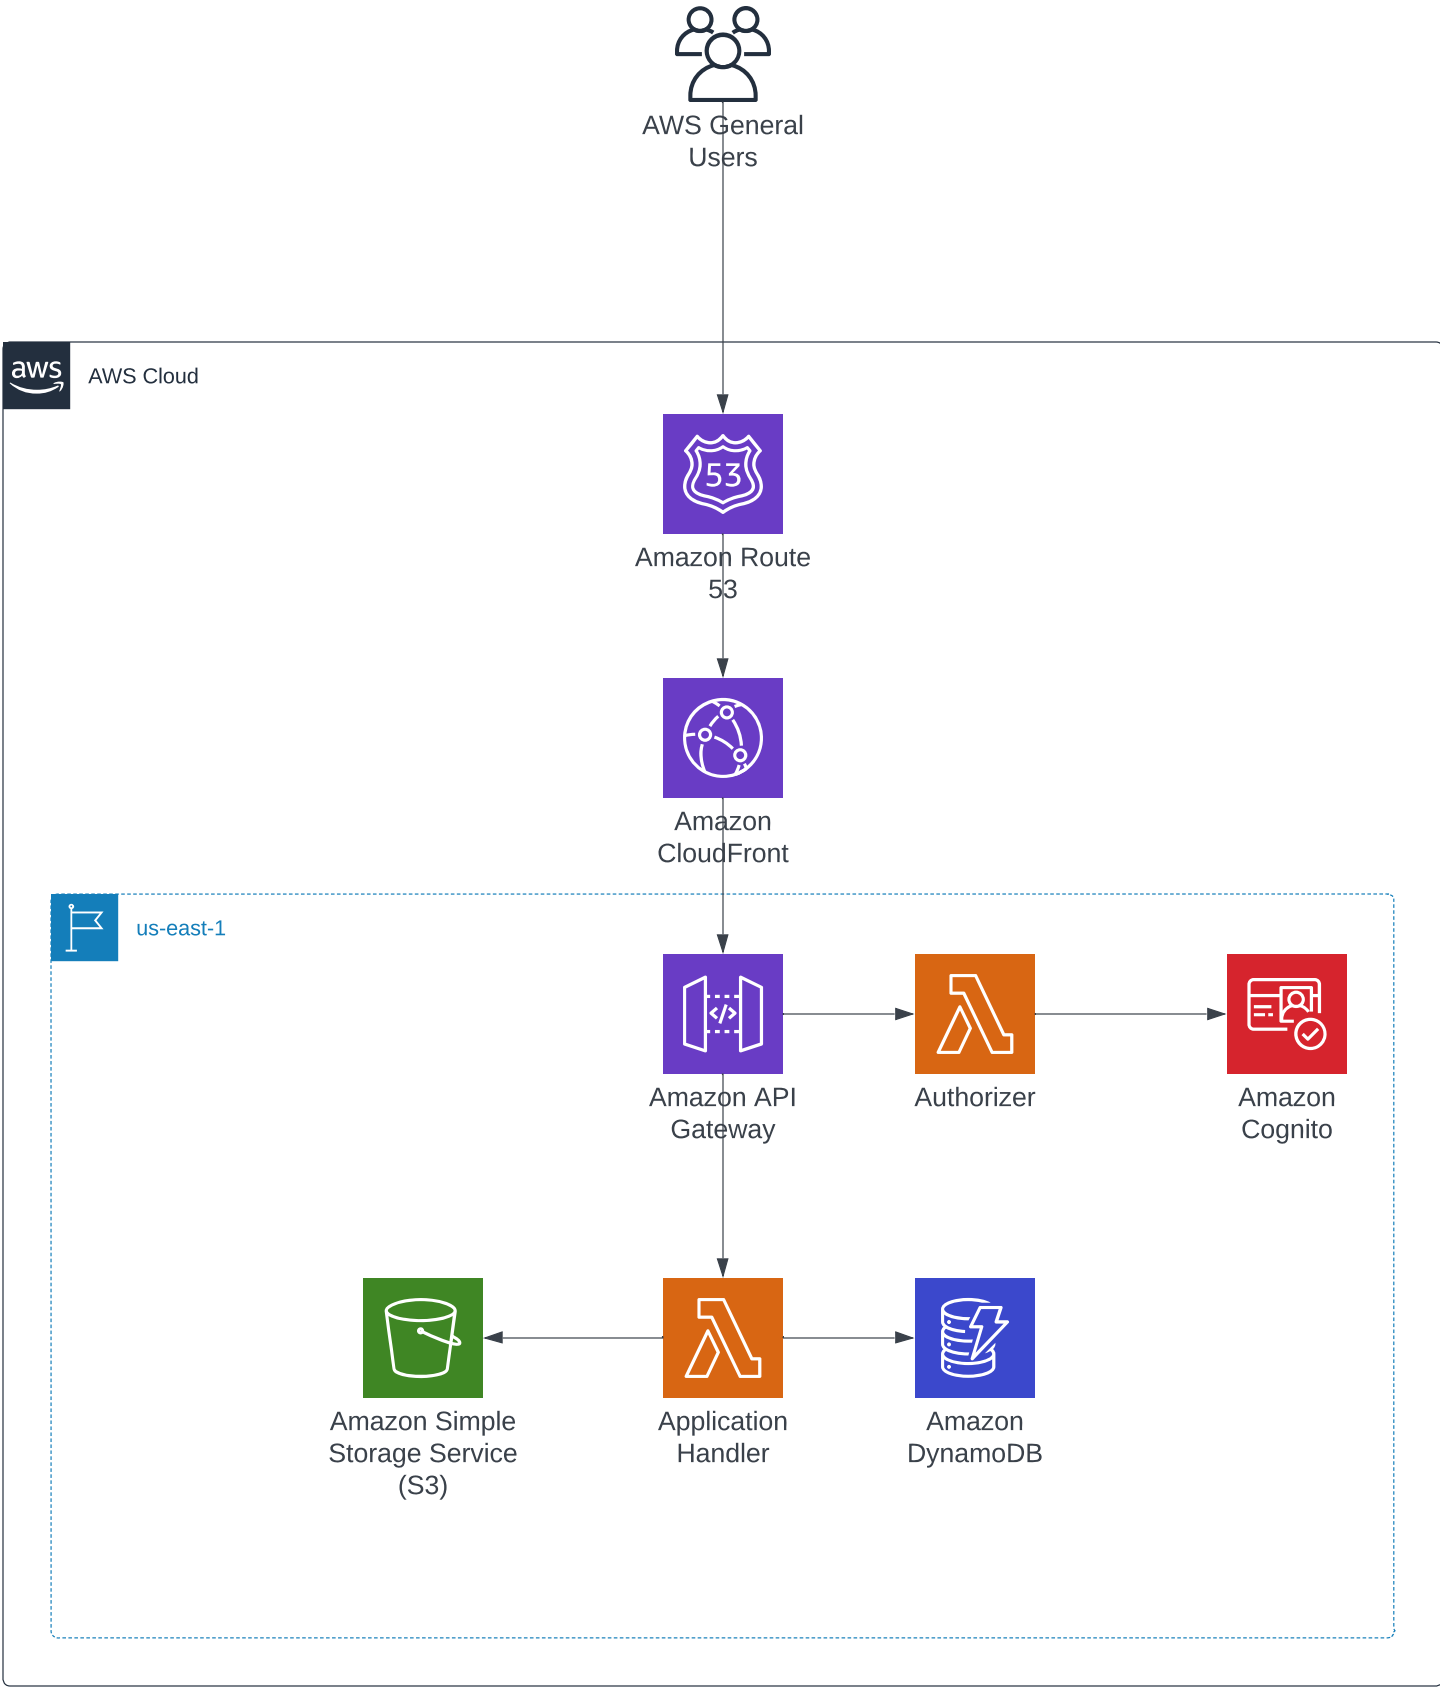 AWS General
Users
aws
AWS Cloud
53
Amazon Route
53
Amazon
CloudFront
us-east-1
</>
Amazon API
Gateway
Authorizer
Amazon
Cognito
Amazon Simple
Storage Service
(S3)
Application
Handler
Amazon
DynamoDB